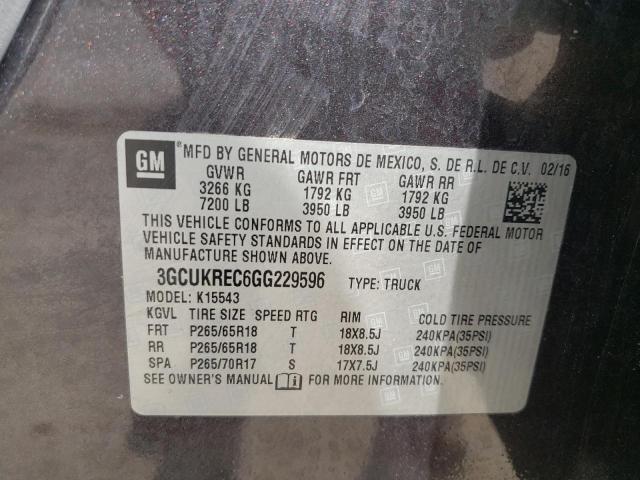 GM MFD BY GENERAL MOTORS DE MEXICO, S. DE R.L. DE C.V. 02/16
GVWR GAWR FRT GAWR RR
3266 KG 1792 KG 1792 KG
7200 LB 3950 LB 3950 LB
THIS VEHICLE CONFORMS TO ALL APPLICABLE U.S. FEDERAL MOTOR
VEHICLE SAFETY STANDARDS IN EFFECT ON THE DATE OF
MANUFACTURE SHOWN ABOVE.
3GCUKREC6GG229596 TYPE: TRUCK
MODEL: K15543
KGVL TIRE SIZE SPEED RTG RIM COLD TIRE PRESSURE
FRT P265/65R18 T 18X8.5J 240KPA(35PSI)
RR P265/65R18 T 18X8.5J 240KPA(35PSI)
SPA P265/70R17 S 17X7.5J 240KPA(35PSI)
SEE OWNER'S MANUAL FOR MORE INFORMATION.